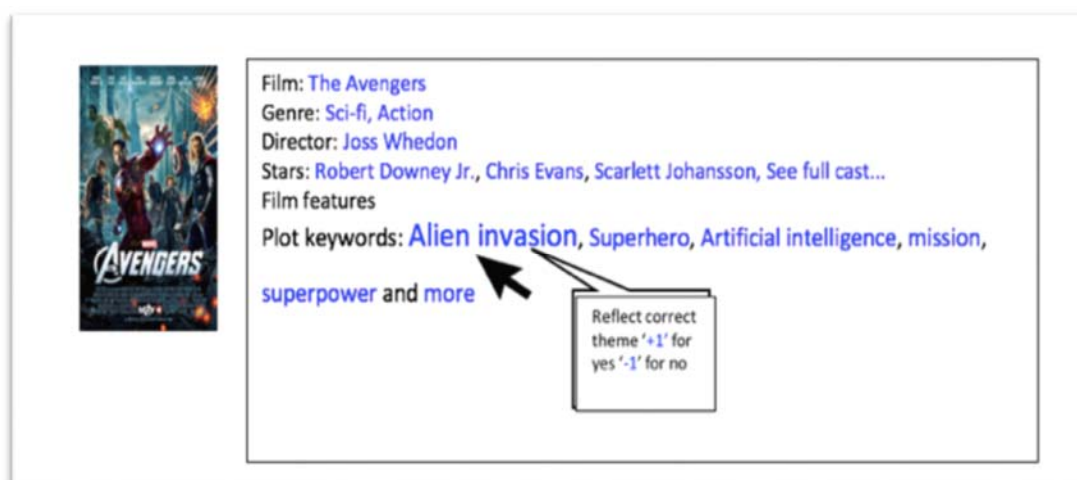 Film: The Avengers
Genre: Sci-fi, Action
Director: Joss Whedon
Stars: Robert Downey Jr., Chris Evans, Scarlett Johansson, See full cast...
Film features
Plot keywords: Alien invasion, Superhero, Artificial intelligence, mission,
superpower and more
Reflect correct
theme ‘+1’ for
yes ‘-1’ for no
MARVEL
AVENGERS